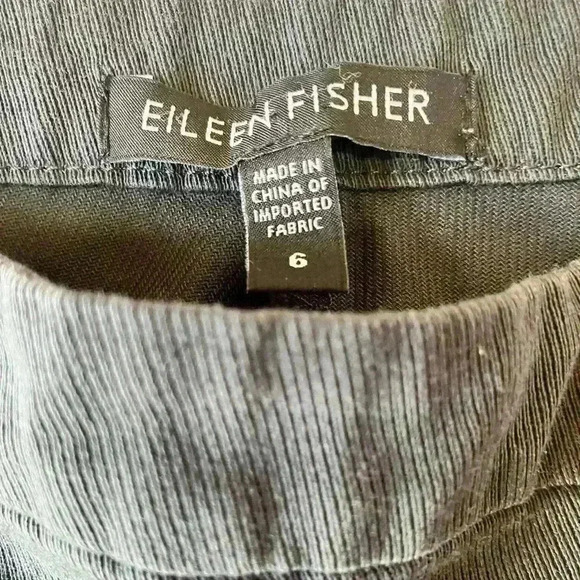 EILEEN FISHER
MADE IN
CHINA OF
IMPORTED
FABRIC
6